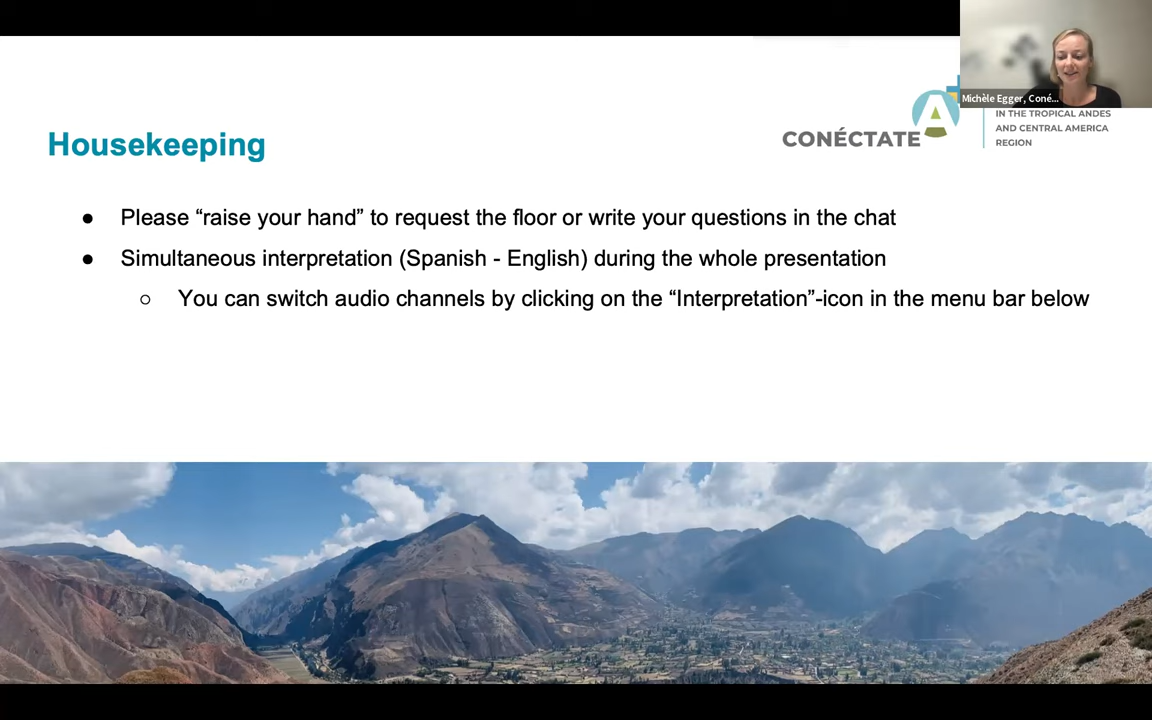 Michèle Egger, Coné...
CONÉCTATE
A
IN THE TROPICAL ANDES
AND CENTRAL AMERICA
REGION
Housekeeping
● Please “raise your hand” to request the floor or write your questions in the chat
● Simultaneous interpretation (Spanish - English) during the whole presentation
○ You can switch audio channels by clicking on the “Interpretation”-icon in the menu bar below